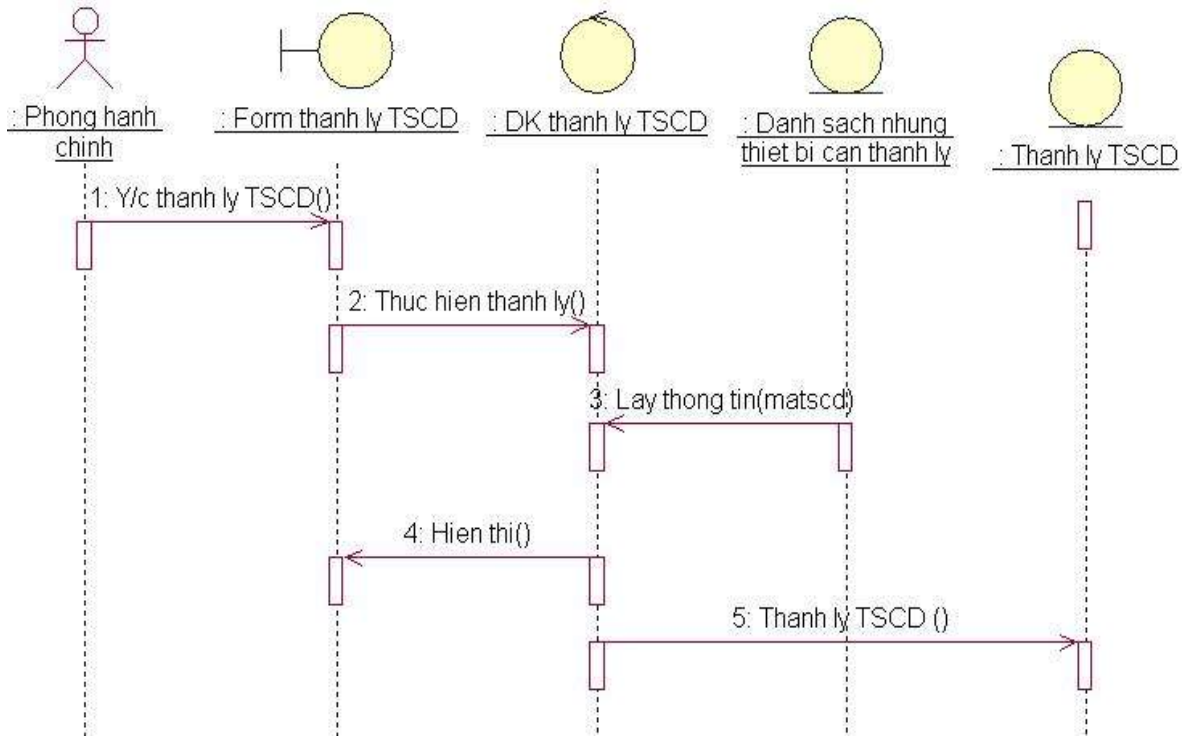 : Phong hanh
chinh
: Form thanh ly TSCD
: DK thanh ly TSCD
: Danh sach nhung
thiet bi can thanh ly
: Thanh ly TSCD
1: Y/c thanh ly TSCD()
2: Thuc hien thanh ly()
3: Lay thong tin(matscd)
4: Hien thi()
5: Thanh ly TSCD ()